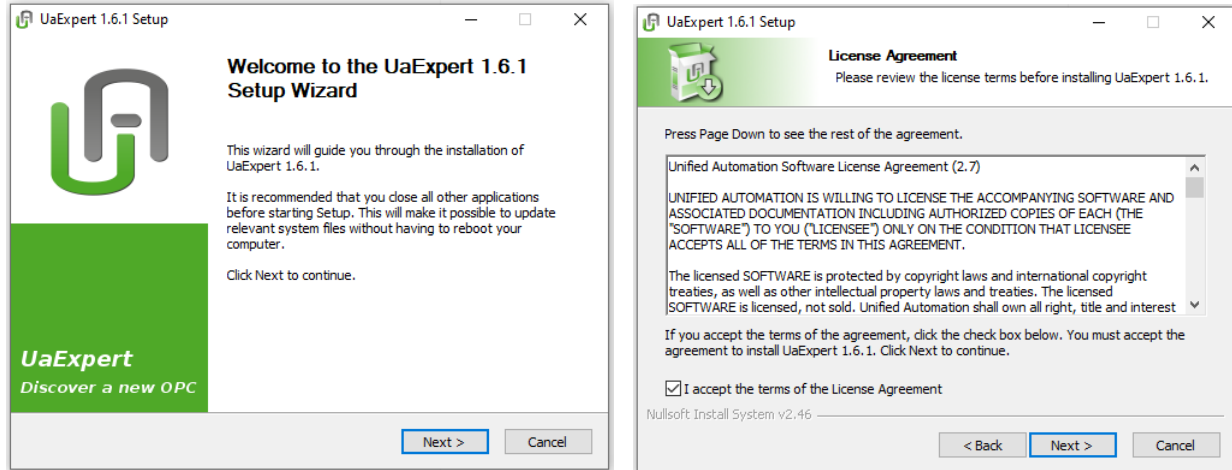 UaExpert 1.6.1 Setup
Welcome to the UaExpert 1.6.1
Setup Wizard
This wizard will guide you through the installation of
UaExpert 1.6.1.
It is recommended that you close all other applications
before starting Setup. This will make it possible to update
relevant system files without having to reboot your
computer.
Click Next to continue.
UaExpert
Discover a new OPC
Next >
Cancel
UaExpert 1.6.1 Setup
License Agreement
Please review the license terms before installing UaExpert 1.6.1.
Press Page Down to see the rest of the agreement.
Unified Automation Software License Agreement (2.7)
UNIFIED AUTOMATION IS WILLING TO LICENSE THE ACCOMPANYING SOFTWARE AND
ASSOCIATED DOCUMENTATION INCLUDING AUTHORIZED COPIES OF EACH (THE
"SOFTWARE") TO YOU ("LICENSEE") ONLY ON THE CONDITION THAT LICENSEE
ACCEPTS ALL OF THE TERMS IN THIS AGREEMENT.
The licensed SOFTWARE is protected by copyright laws and international copyright
treaties, as well as other intellectual property laws and treaties. The licensed
SOFTWARE is licensed, not sold. Unified Automation shall own all right, title and interest
If you accept the terms of the agreement, click the check box below. You must accept the
agreement to install UaExpert 1.6.1. Click Next to continue.
I accept the terms of the License Agreement
Nullsoft Install System v2.46
< Back
Next >
Cancel